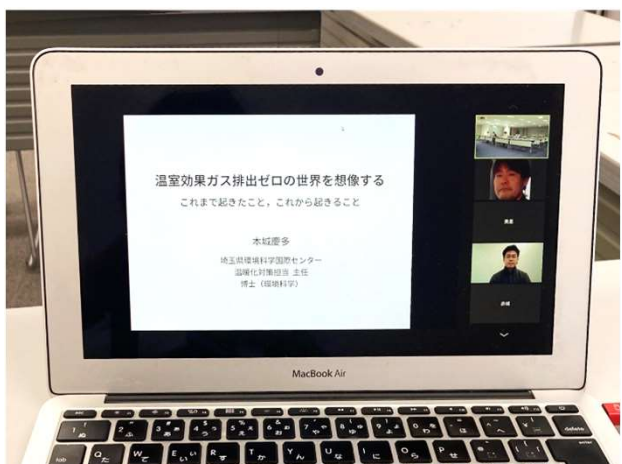 温室効果ガス排出ゼロの世界を想像する
これまで起きたこと，これから起きること
本城慶多
埼玉県環境科学国際センター
温暖化対策担当 主任
博士（環境科学）
MacBook Air
delete
tab
Q
W
E
R
T
Y
U
I
O
P